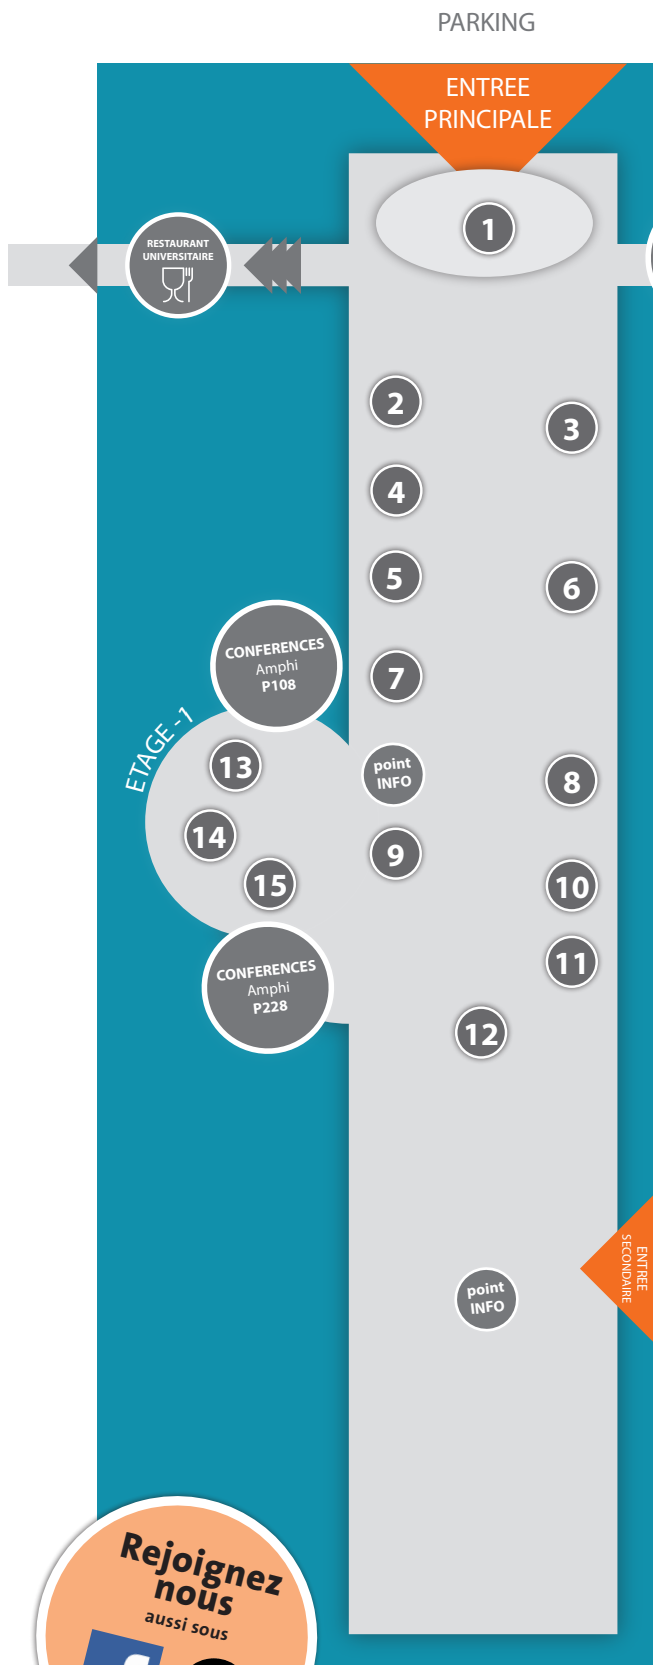 PARKING
ENTREE
PRINCIPALE
1
RESTAURANT
UNIVERSITAIRE
2
3
4
5
6
CONFERENCES
Amphi
P108
7
ETAGE -1
13
point
INFO
8
14
9
15
10
11
CONFERENCES
Amphi
P228
12
ENTREE
SECONDAIRE
point
INFO
Rejoignez
nous
aussi sous
f